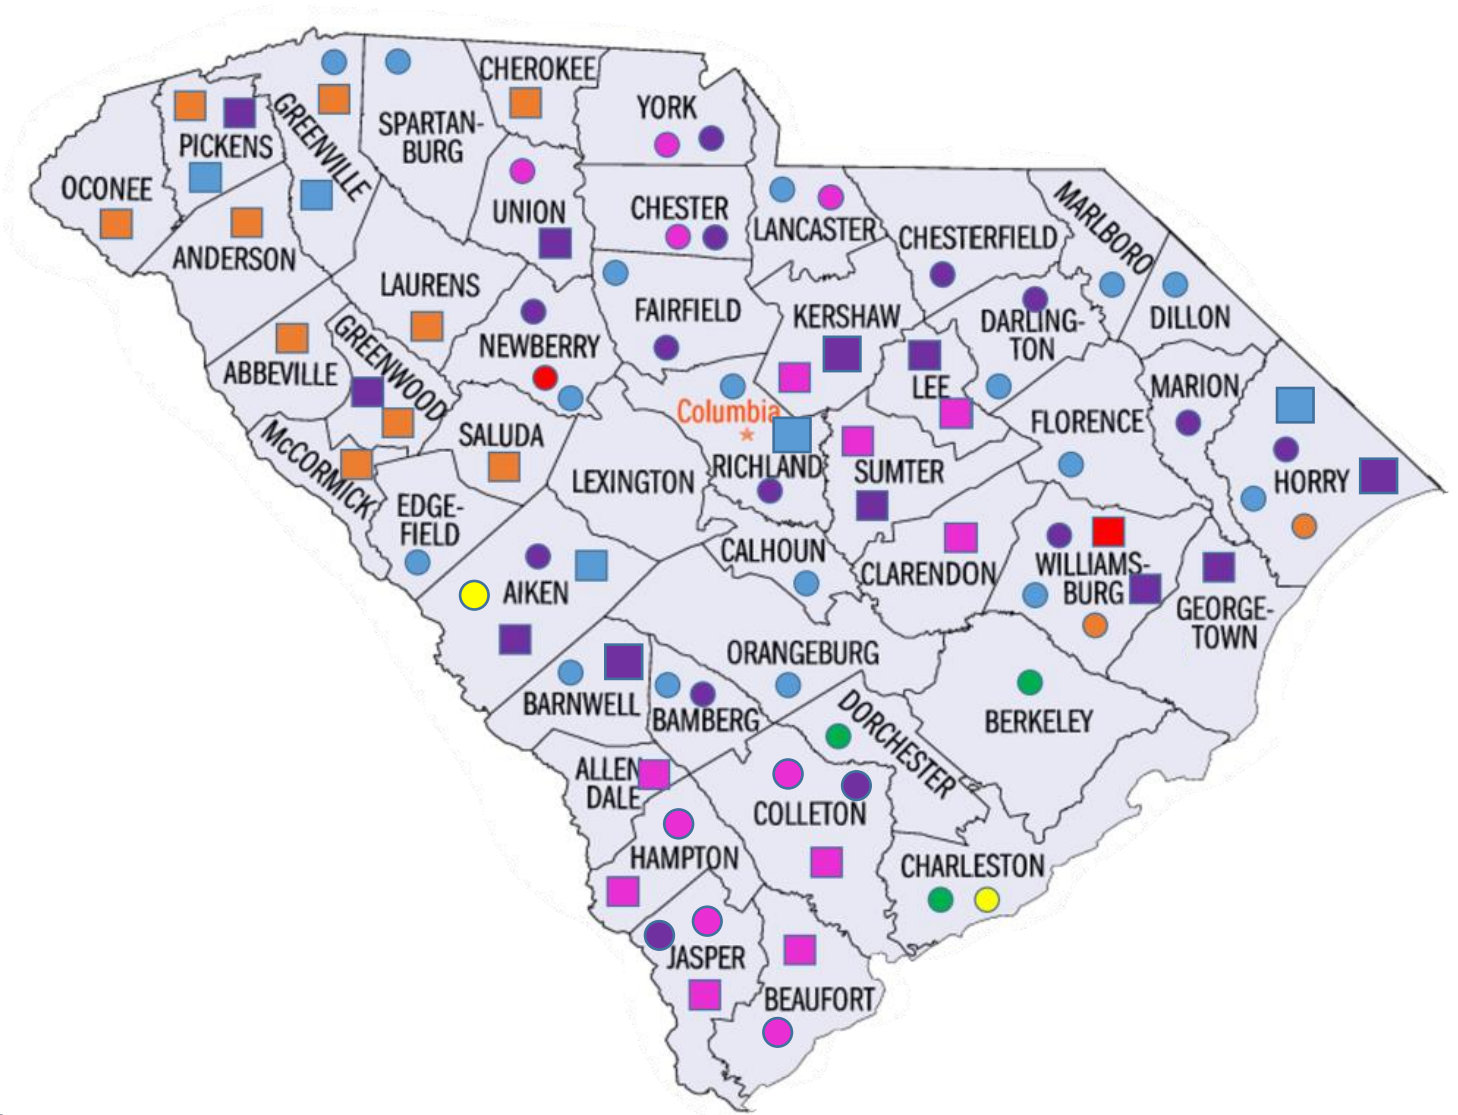 CHEROKEE
YORK
SPARTAN-
BURG
GREENVILLE
PICKENS
OCONEE
ANDERSON
UNION
CHESTER
LANCASTER
CHESTERFIELD
MARLBORO
DILLON
LAURENS
FAIRFIELD
KERSHAW
DARLING-
TON
NEWBERRY
GREENWOOD
ABBEVILLE
LEE
MARION
FLORENCE
Columbia
RICHLAND
SALUDA
McCORMICK
LEXINGTON
SUMTER
HORRY
EDGE-
FIELD
CALHOUN
CLARENDON
WILLIAMS-
BURG
AIKEN
GEORGE-
TOWN
ORANGEBURG
BARNWELL
BAMBERG
BERKELEY
DORCHESTER
ALLEN
DALE
COLLETON
HAMPTON
CHARLESTON
JASPER
BEAUFORT